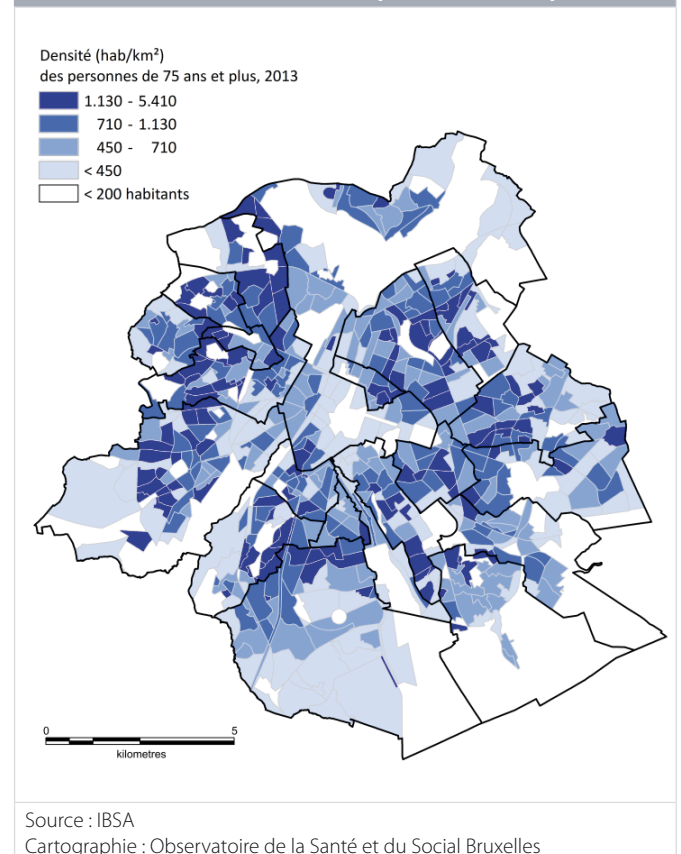 Densité (hab/km²)
des personnes de 75 ans et plus, 2013
1.130 - 5.410
710 - 1.130
450 - 710
< 450
< 200 habitants
0 5
kilometres
Source : IBSA
Cartographie : Observatoire de la Santé et du Social Bruxelles